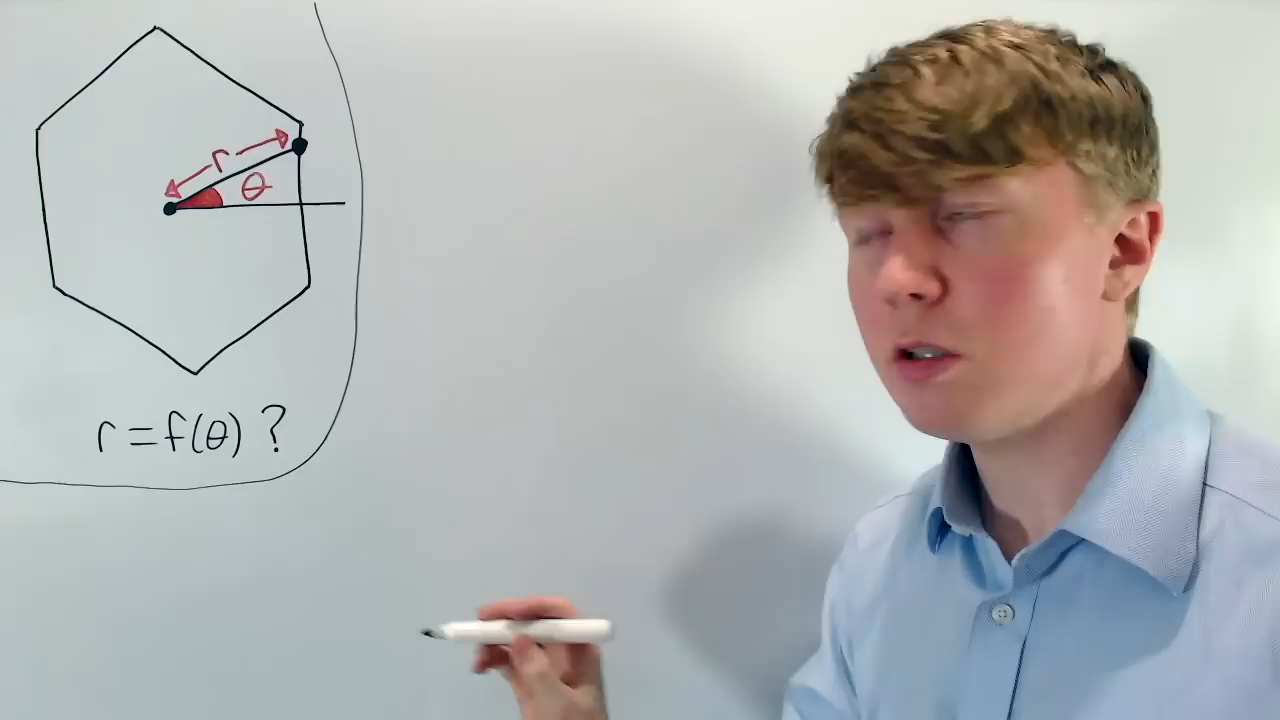 r
θ
r = f(θ) ?